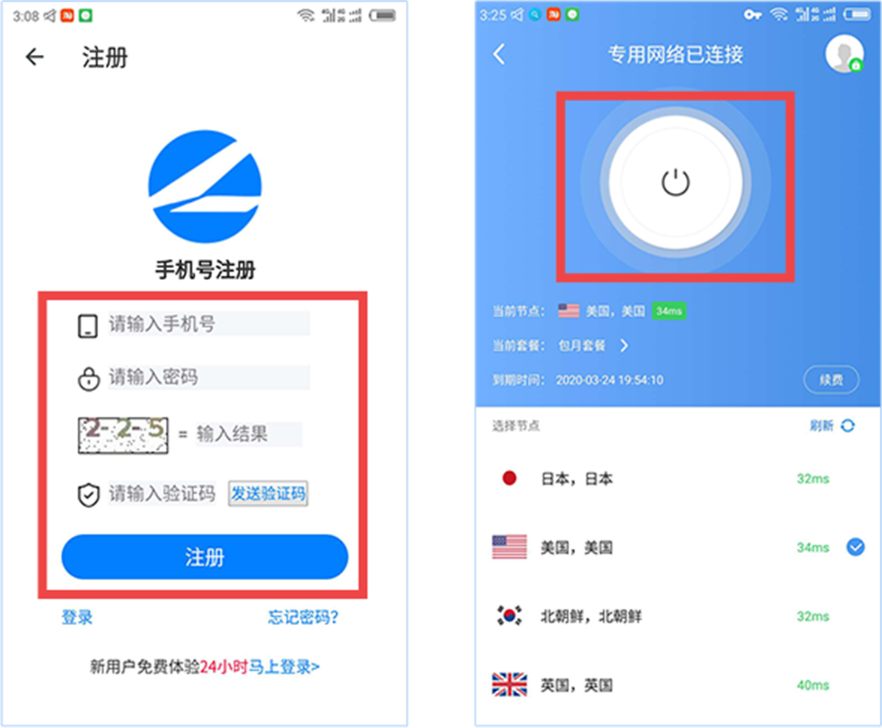 3:08
注册
手机号注册
请输入手机号
请输入密码
2-2-5 = 输入结果
请输入验证码 发送验证码
注册
登录 忘记密码?
新用户免费体验24小时马上登录>
3:25
专用网络已连接
当前节点: 美国，美国 34ms
当前套餐: 包月套餐
到期时间: 2020-03-24 19:54:10 续费
选择节点 刷新
日本，日本 32ms
美国，美国 34ms
北朝鲜，北朝鲜 32ms
英国，英国 40ms